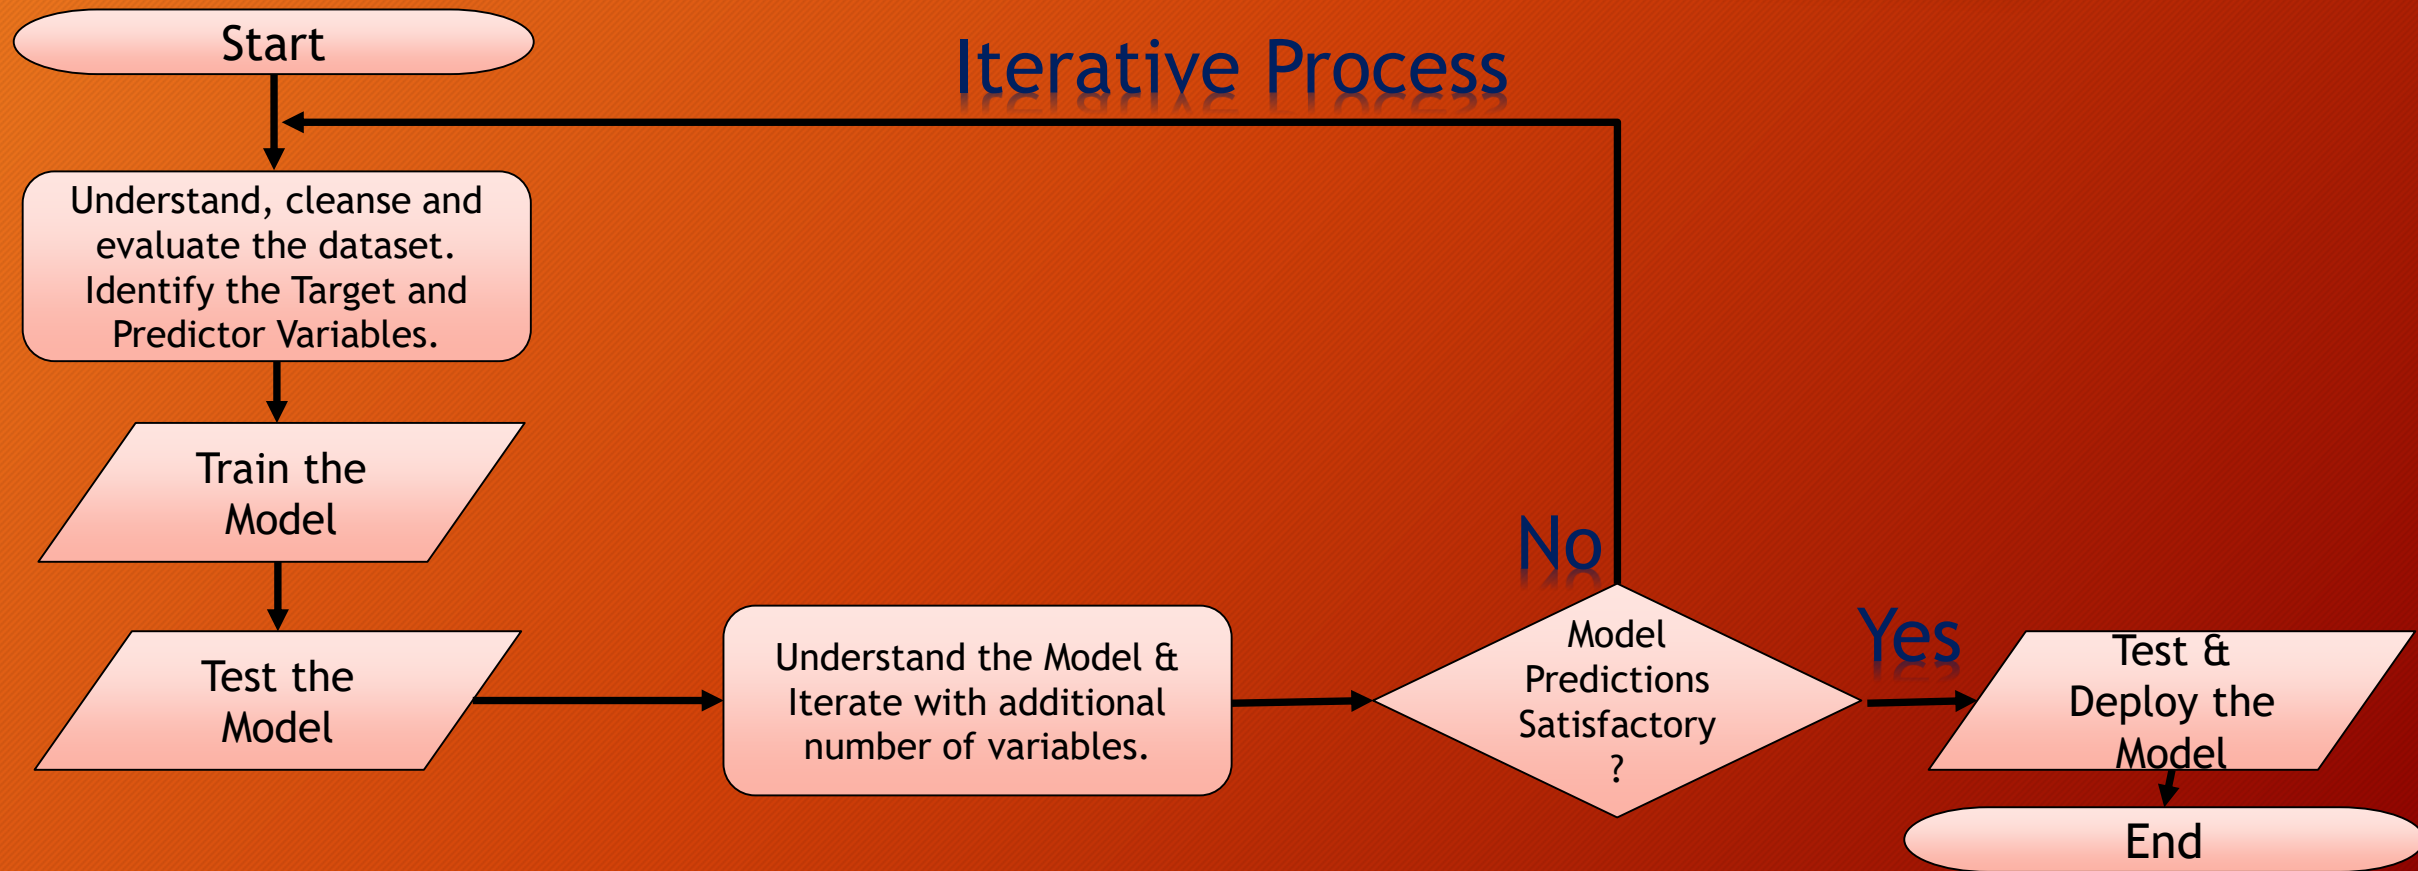 Start
Iterative Process
Understand, cleanse and
evaluate the dataset.
Identify the Target and
Predictor Variables.
Train the
Model
Test the
Model
Understand the Model &
Iterate with additional
number of variables.
No
Model
Predictions
Satisfactory
?
Yes
Test &
Deploy the
Model
End